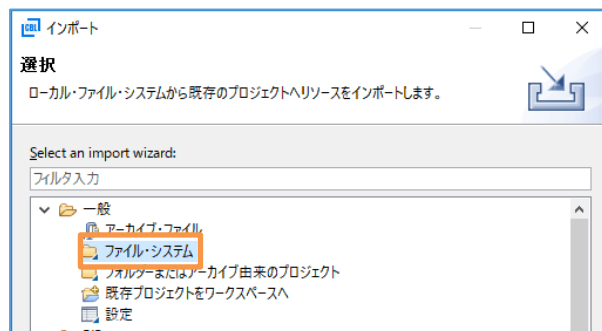 CBL インポート
選択
ローカル・ファイル・システムから既存のプロジェクトへリソースをインポートします。
Select an import wizard:
フィルタ入力
一般
アーカイブ・ファイル
ファイル・システム
フォルダーまたはアーカイブ由来のプロジェクト
既存プロジェクトをワークスペースへ
設定